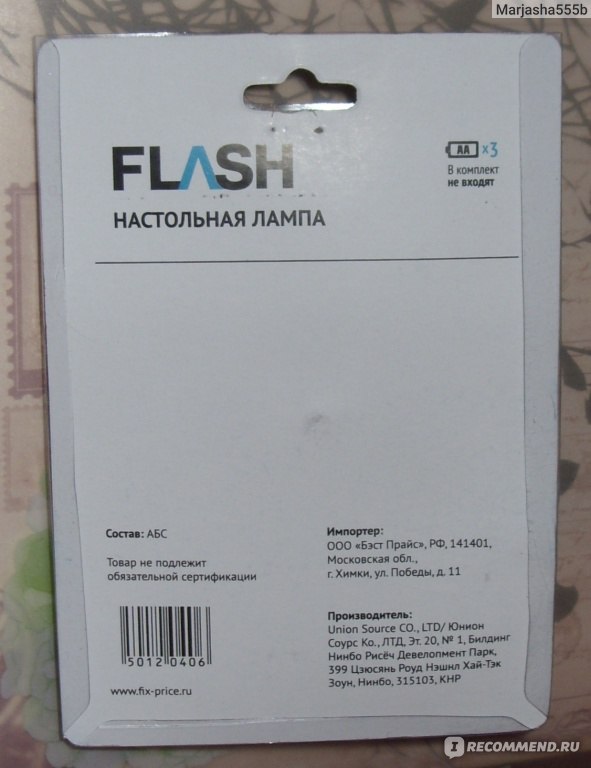 Marjasha555b
FLASH
НАСТОЛЬНАЯ ЛАМПА
AA x3
В комплект
не входят
Состав: АБС
Товар не подлежит
обязательной сертификации
50120406
www.fix-price.ru
Импортер:
ООО «Бэст Прайс», РФ, 141401,
Московская обл.,
г. Химки, ул. Победы, д. 11
Производитель:
Union Source CO., LTD/ Юнион
Соурс Ко., ЛТД, Эт. 20, № 1, Билдинг
Нинбо Рисёч Девелопмент Парк,
399 Цзюсянь Роуд Нэшнл Хай-Тэк
Зоун, Нинбо, 315103, КНР
I RECOMMEND.RU